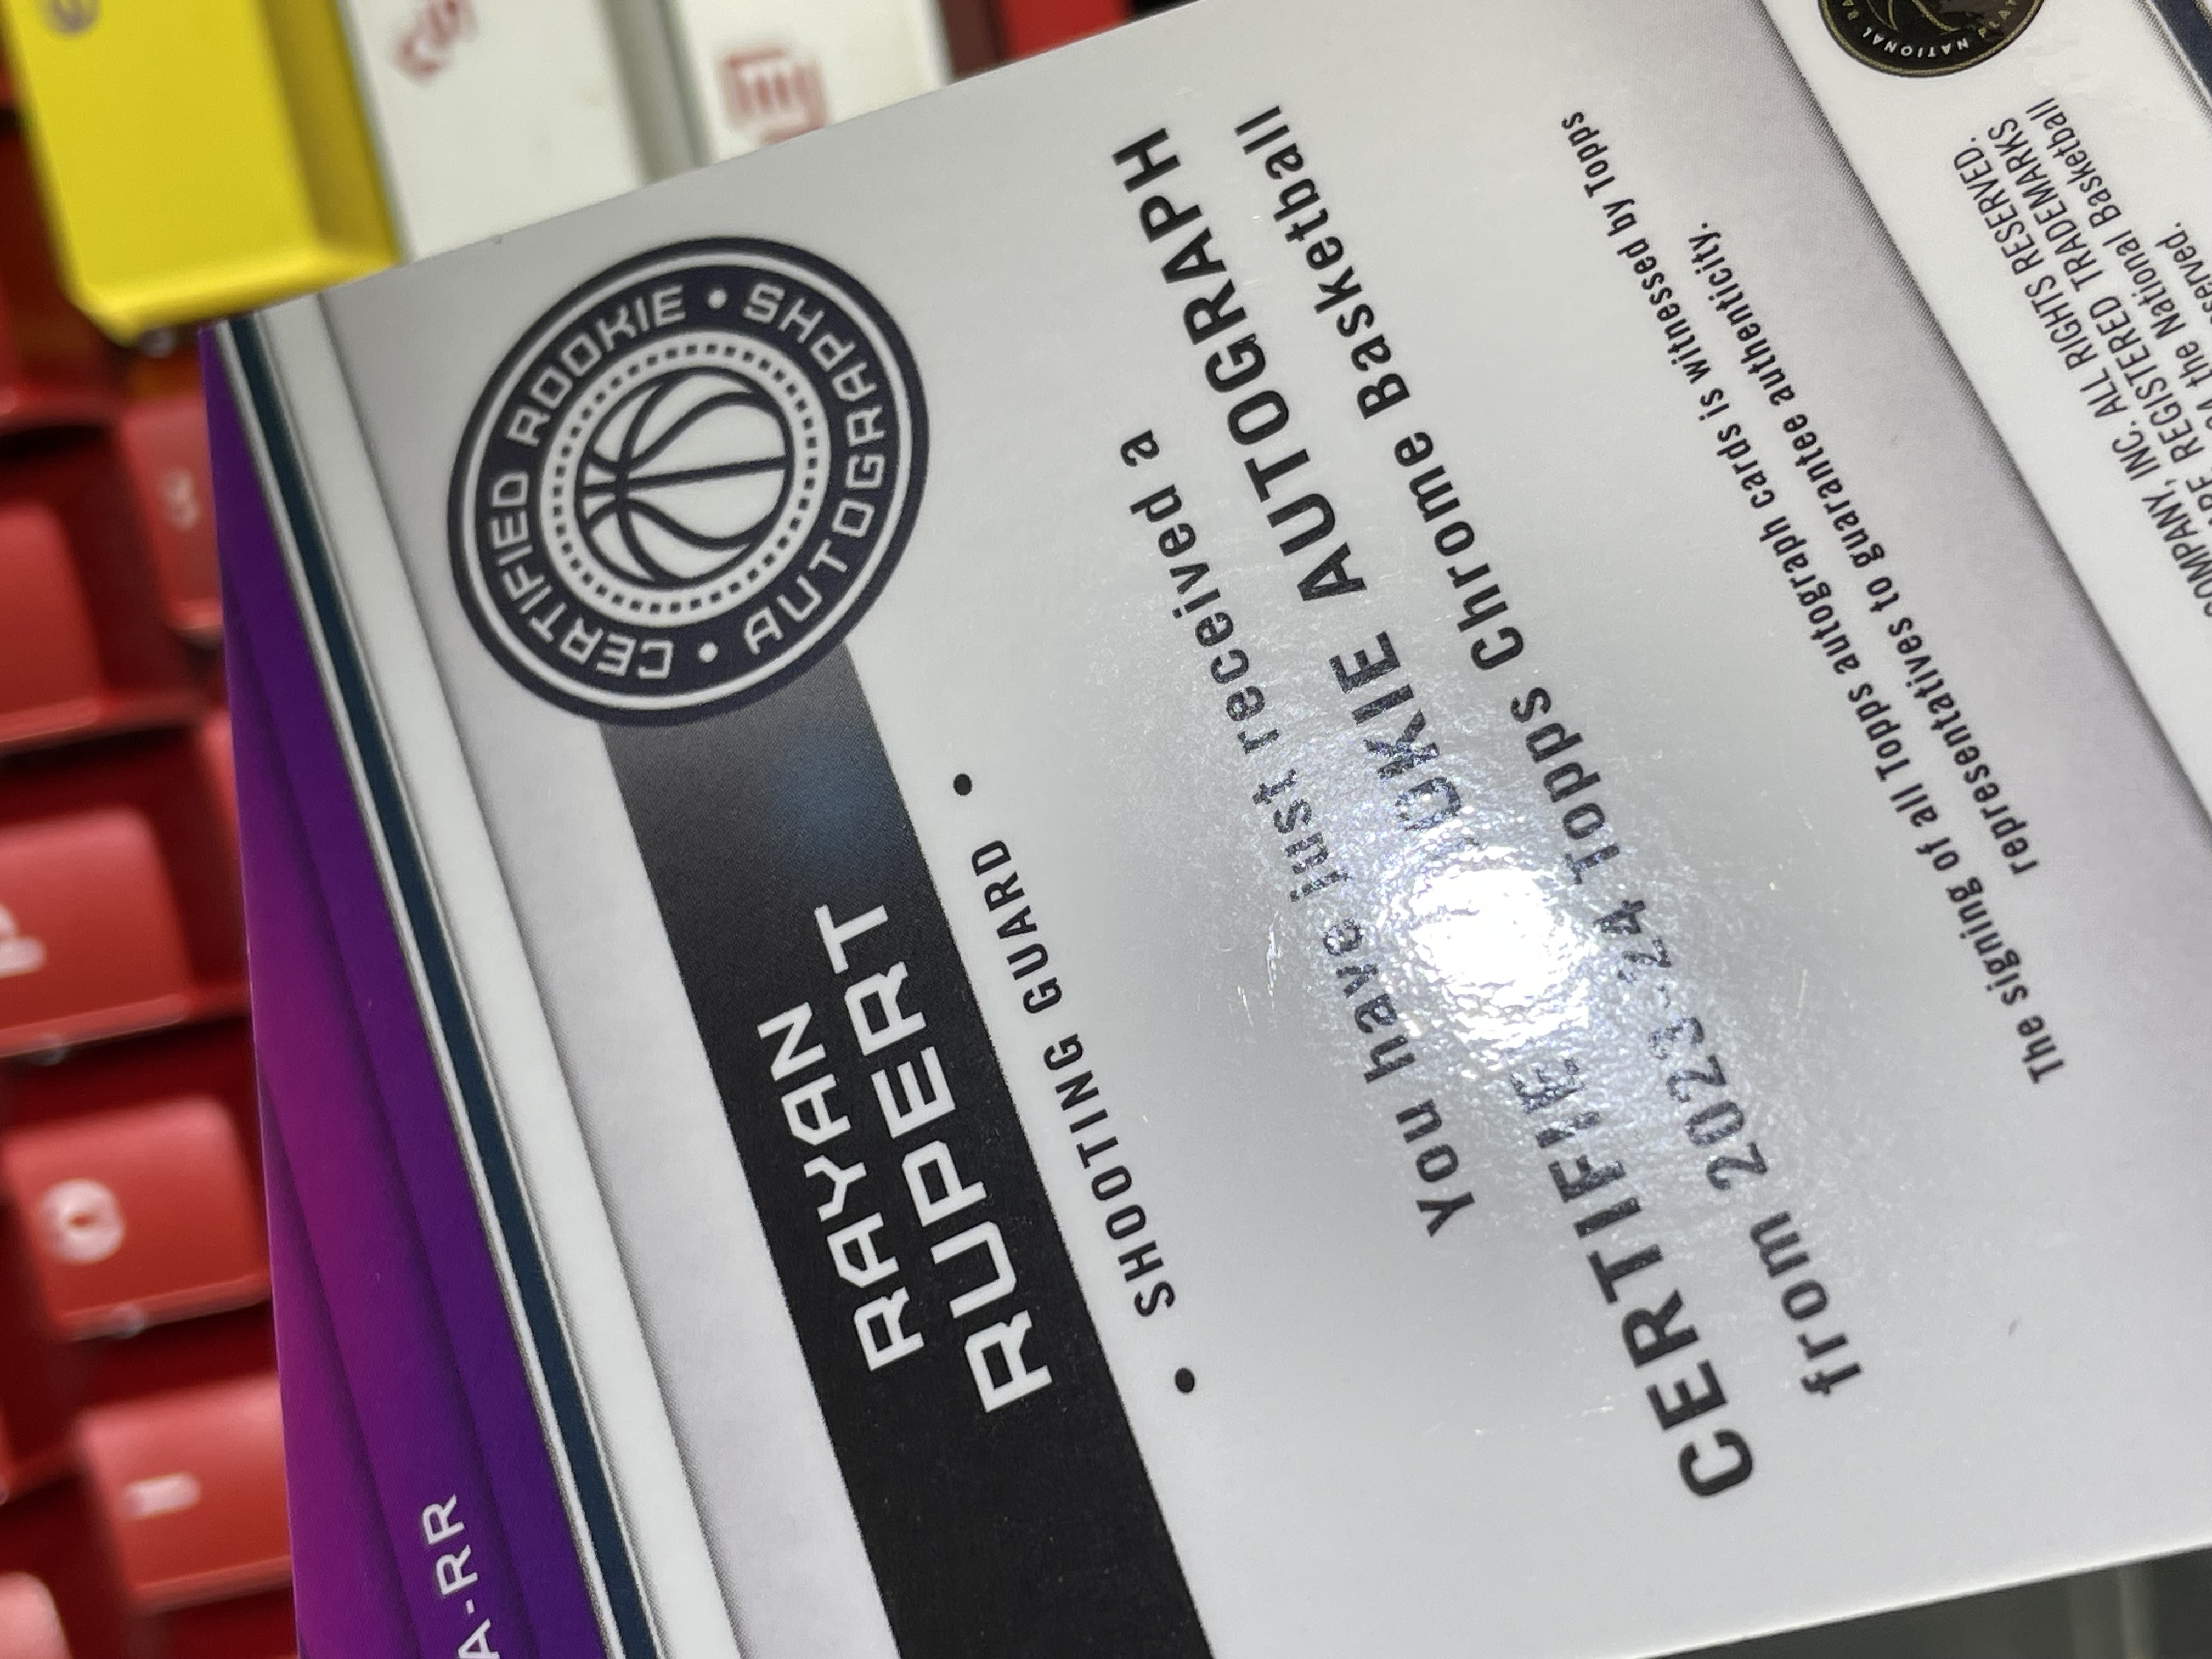 A-RR
CERTIFIED ROOKIE • AUTOGRAPHS •
RAYAN
RUPERT
• SHOOTING GUARD •
You have just received a
CERTIFIED ROOKIE AUTOGRAPH
from 2023-24 Topps Chrome Basketball
The signing of all Topps autograph cards is witnessed by Topps
representatives to guarantee authenticity.
COMPANY, INC. ALL RIGHTS RESERVED.
ARE REGISTERED TRADEMARKS
the National Basketball
NATIONAL